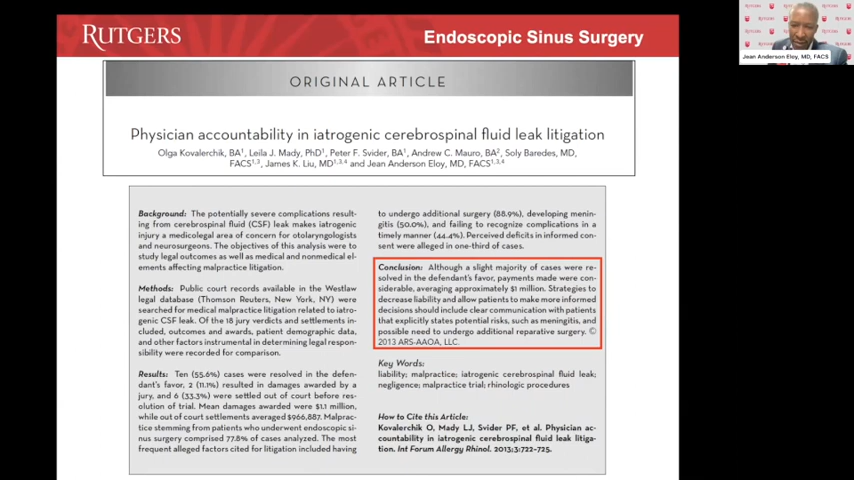 RUTGERS
Endoscopic Sinus Surgery
Jean Anderson Eloy, MD, FACS
ORIGINAL ARTICLE
Physician accountability in iatrogenic cerebrospinal fluid leak litigation
Olga Kovalerchik, BA1, Leila J. Mady, PhD1, Peter F. Svider, BA1, Andrew C. Mauro, BA2, Soly Baredes, MD,
FACS1,3, James K. Liu, MD1,3,4 and Jean Anderson Eloy, MD, FACS1,3,4
Background: The potentially severe complications result-
ing from cerebrospinal fluid (CSF) leak makes iatrogenic
injury a medicolegal area of concern for otolaryngologists
and neurosurgeons. The objectives of this analysis were to
study legal outcomes as well as medical and nonmedical el-
ements affecting malpractice litigation.
Methods: Public court records available in the Westlaw
legal database (Thomson Reuters, New York, NY) were
searched for medical malpractice litigation related to iatro-
genic CSF leak. Of the 18 jury verdicts and settlements in-
cluded, outcomes and awards, patient demographic data,
and other factors instrumental in determining legal respon-
sibility were recorded for comparison.
Results: Ten (55.6%) cases were resolved in the defen-
dant's favor, 2 (11.1%) resulted in damages awarded by a
jury, and 6 (33.3%) were settled out of court before res-
olution of trial. Mean damages awarded were $1.1 million,
while out of court settlements averaged $966,887. Malprac-
tice stemming from patients who underwent endoscopic si-
nus surgery comprised 77.8% of cases analyzed. The most
frequent alleged factors cited for litigation included having
to undergo additional surgery (88.9%), developing menin-
gitis (50.0%), and failing to recognize complications in a
timely manner (44.4%). Perceived deficits in informed con-
sent were alleged in one-third of cases.
Conclusion: Although a slight majority of cases were re-
solved in the defendant's favor, payments made were con-
siderable, averaging approximately $1 million. Strategies to
decrease liability and allow patients to make more informed
decisions should include clear communication with patients
that explicitly states potential risks, such as meningitis, and
possible need to undergo additional reparative surgery. ©
2013 ARS-AAOA, LLC.
Key Words:
liability; malpractice; iatrogenic cerebrospinal fluid leak;
negligence; malpractice trial; rhinologic procedures
How to Cite this Article:
Kovalerchik O, Mady LJ, Svider PF, et al. Physician ac-
countability in iatrogenic cerebrospinal fluid leak litiga-
tion. Int Forum Allergy Rhinol. 2013;3:722–725.